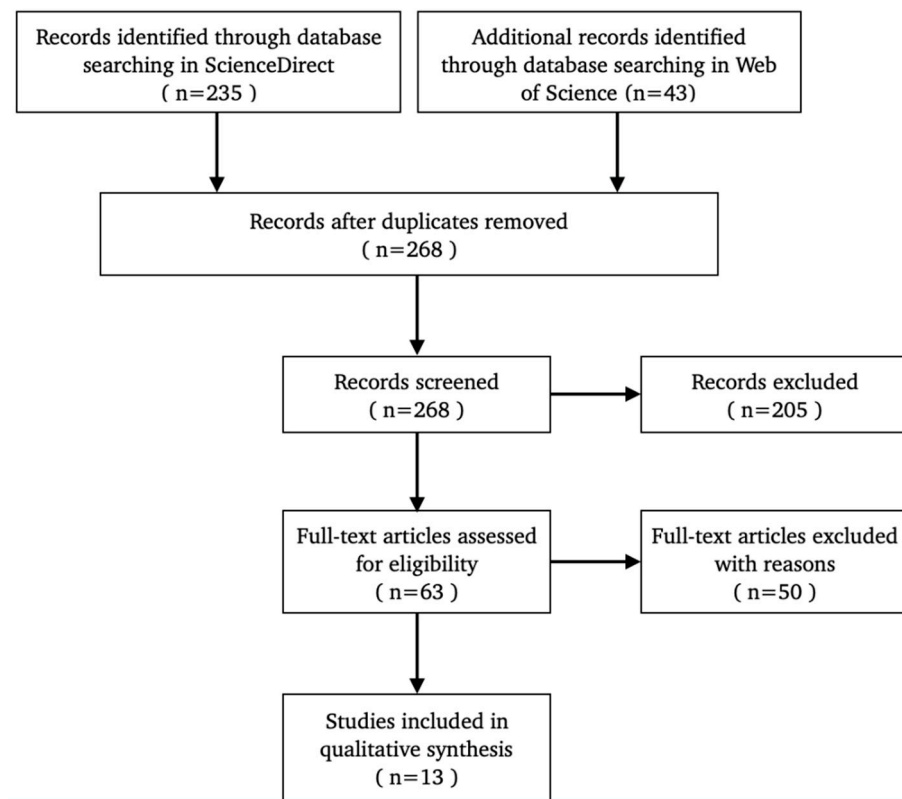 Records identified through database
searching in ScienceDirect
( n=235 )
Additional records identified
through database searching in Web
of Science (n=43)
Records after duplicates removed
( n=268 )
Records screened
( n=268 )
Records excluded
( n=205 )
Full-text articles assessed
for eligibility
( n=63 )
Full-text articles excluded
with reasons
( n=50 )
Studies included in
qualitative synthesis
( n=13 )